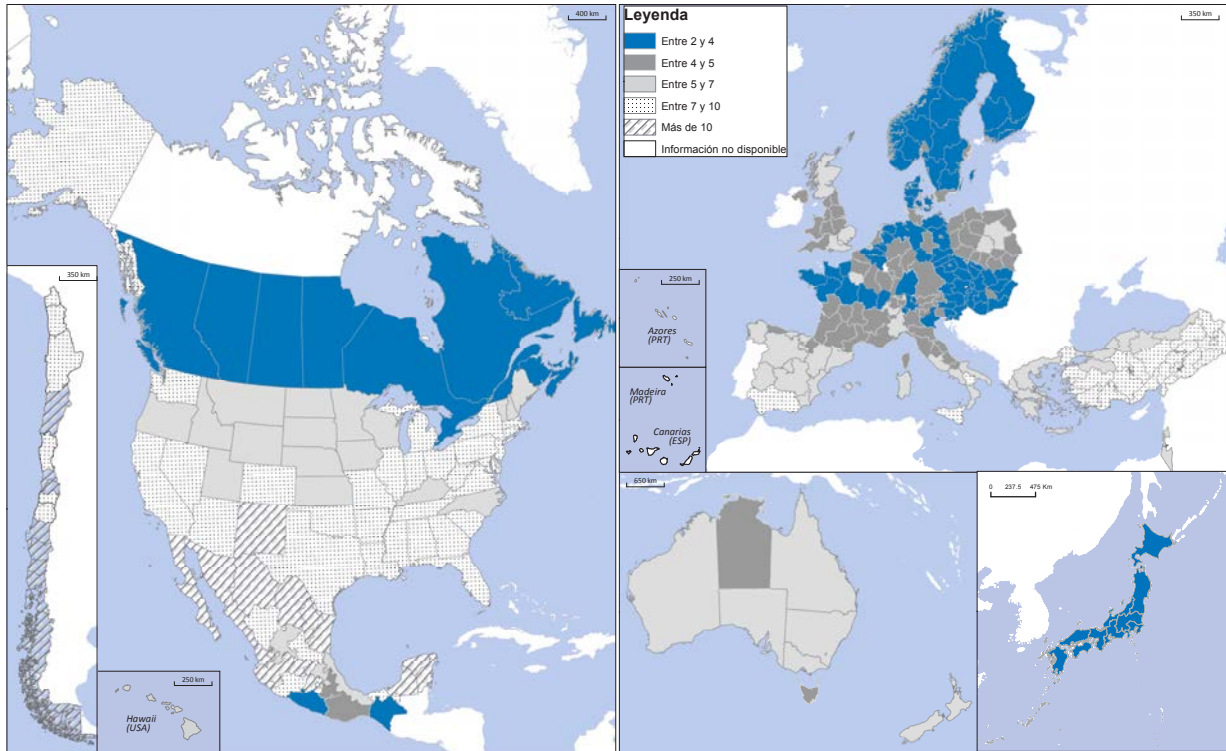 400 km
350 km
Hawaii
(USA)
250 km
Leyenda
Entre 2 y 4
Entre 4 y 5
Entre 5 y 7
Entre 7 y 10
Más de 10
Información no disponible
350 km
250 km
Azores
(PRT)
Madeira
(PRT)
Canarias
(ESP)
650 km
0 237.5 475 Km